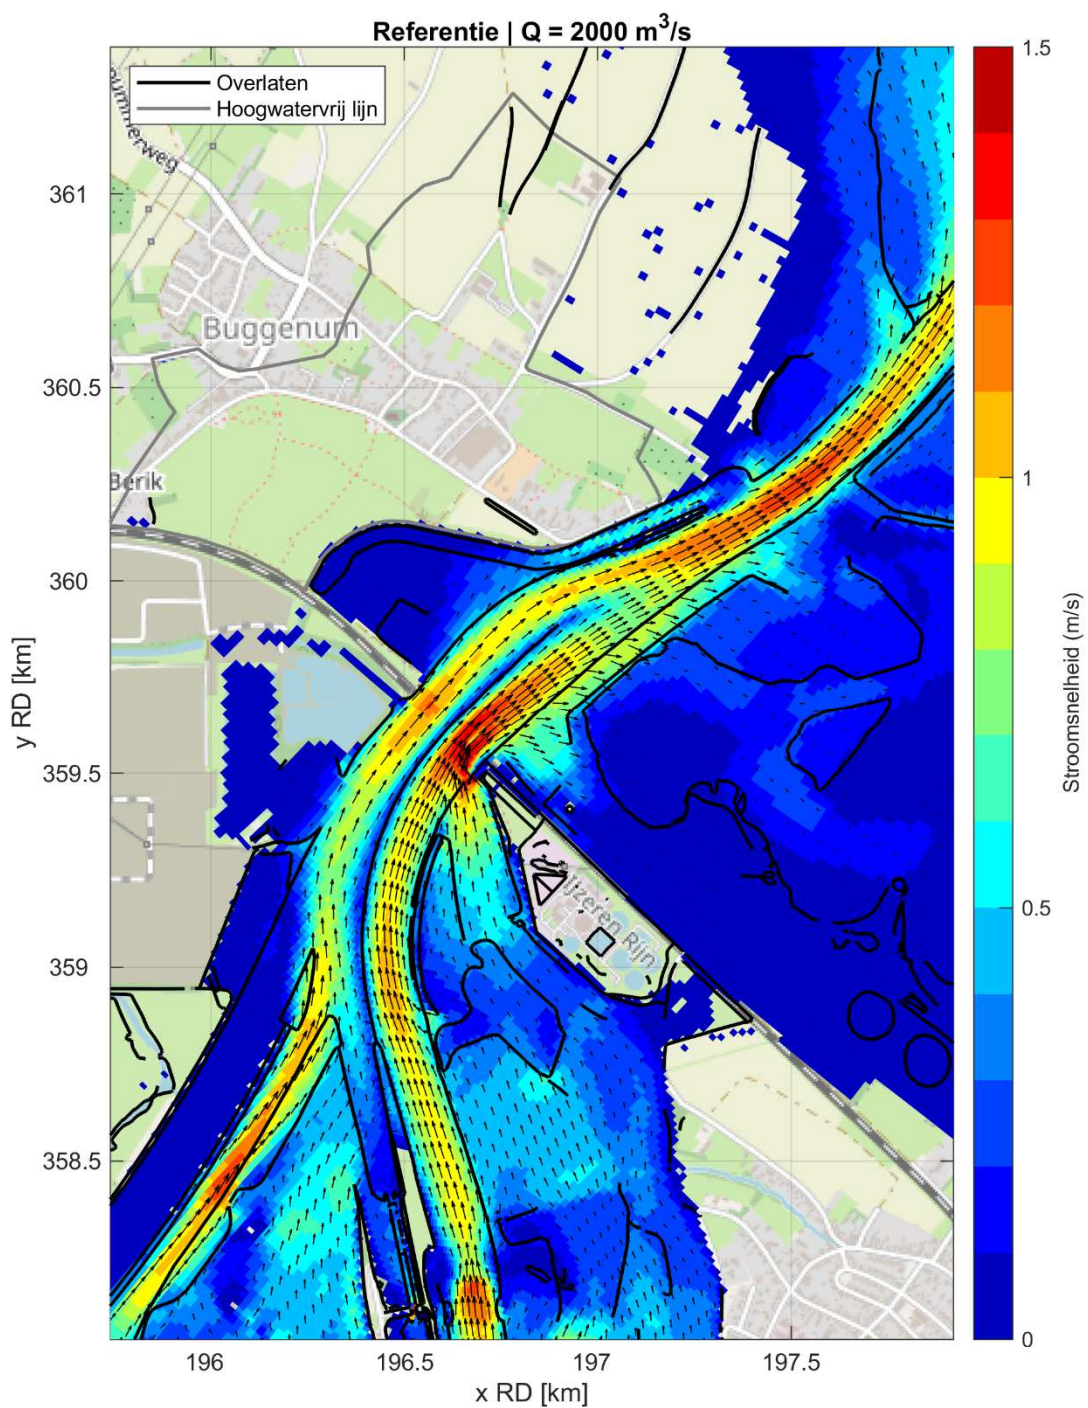 Referentie | Q = 2000 m³/s
Overlaten
Hoogwatervrij lijn
Buggenum
Berik
IJzeren Rijn
361
360.5
360
359.5
359
358.5
y RD [km]
196
196.5
197
197.5
x RD [km]
1.5
1
0.5
0
Stroomsnelheid (m/s)